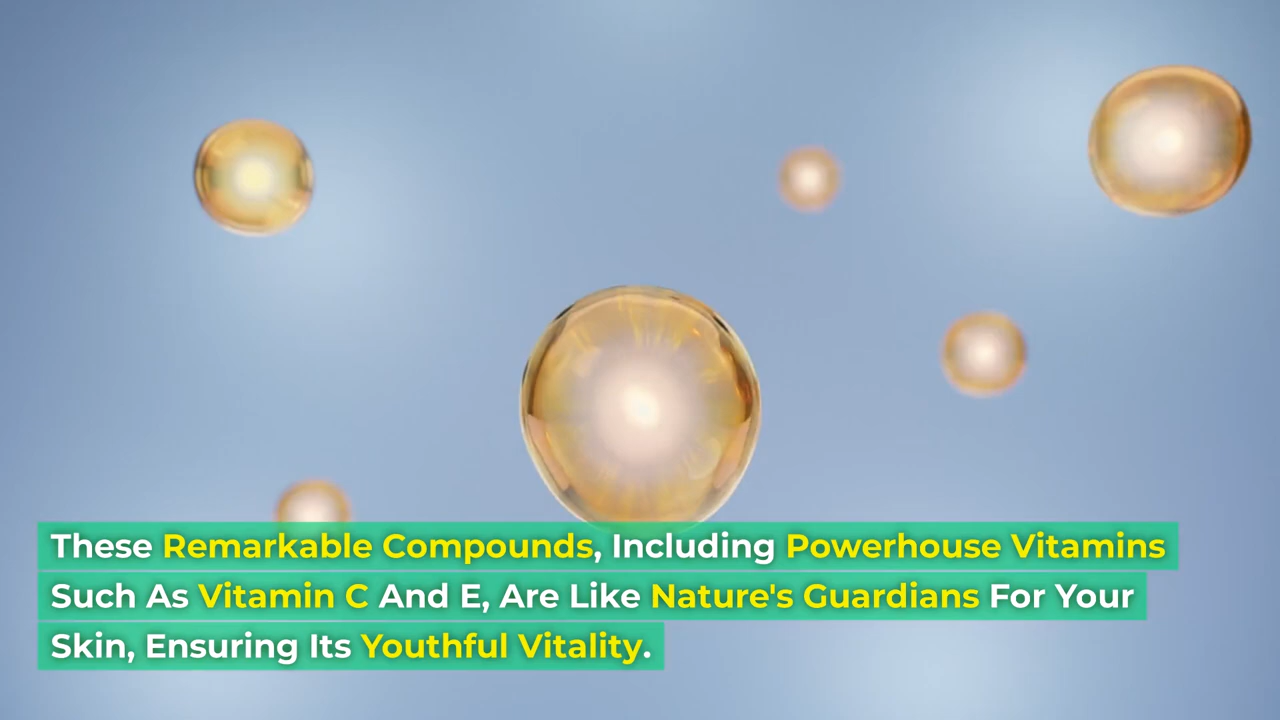 These Remarkable Compounds, Including Powerhouse Vitamins
Such As Vitamin C And E, Are Like Nature's Guardians For Your
Skin, Ensuring Its Youthful Vitality.